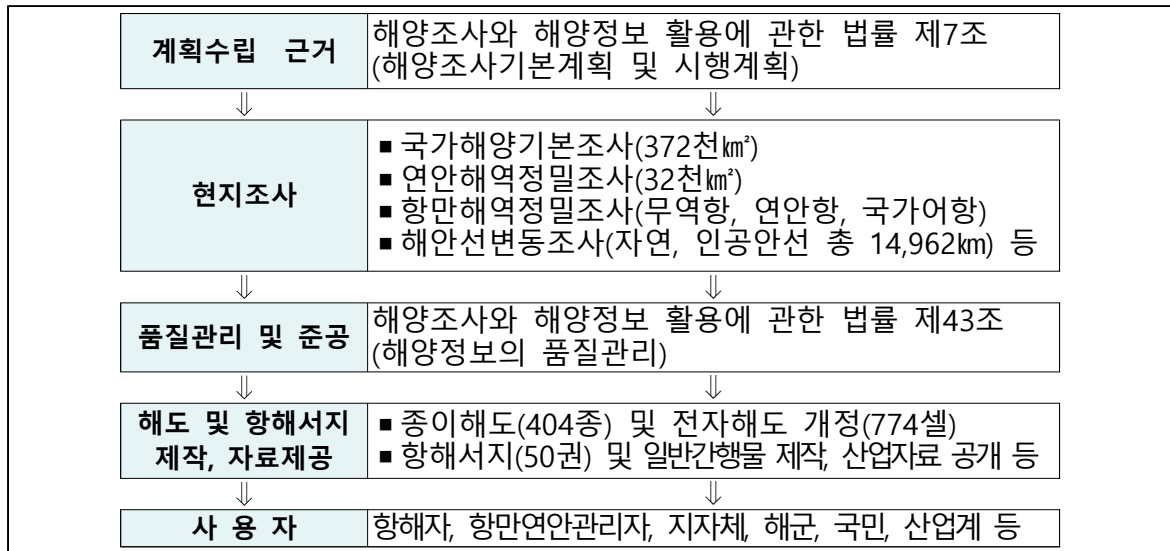 계획수립 근거
해양조사와 해양정보 활용에 관한 법률 제7조
(해양조사기본계획 및 시행계획)
⇓ ⇓
현지조사
▪국가해양기본조사(372천㎢)
▪연안해역정밀조사(32천㎢)
▪항만해역정밀조사(무역항, 연안항, 국가어항)
▪해안선변동조사(자연, 인공안선 총 14,962㎞) 등
⇓ ⇓
품질관리 및 준공
해양조사와 해양정보 활용에 관한 법률 제43조
(해양정보의 품질관리)
⇓ ⇓
해도 및 항해서지
제작, 자료제공
▪종이해도(404종) 및 전자해도 개정(774셀)
▪항해서지(50권) 및 일반간행물 제작, 산업자료 공개 등
⇓ ⇓
사 용 자
항해자, 항만연안관리자, 지자체, 해군, 국민, 산업계 등